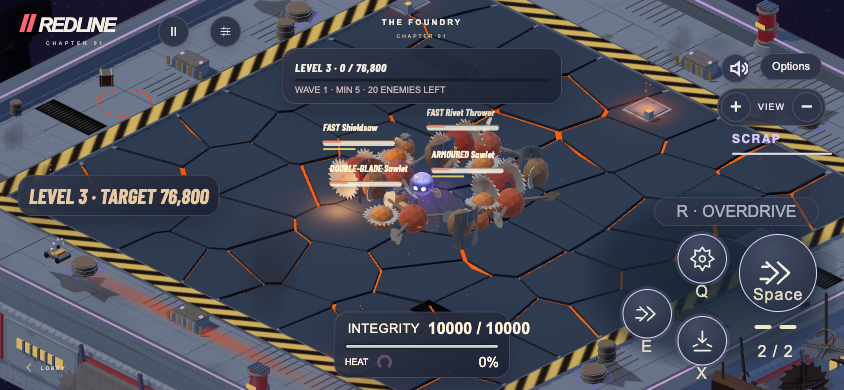 REDLINE
CHAPTER 01
THE FOUNDRY
CHAPTER 01
LEVEL 3 · 0 / 76,800
WAVE 1 · MIN 5 · 20 ENEMIES LEFT
Options
+ VIEW −
SCRAP
FAST Rivet Thrower
FAST Shieldsaw
ARMOURED Sawlet
DOUBLE-BLADE Sawlet
LEVEL 3 · TARGET 76,800
R · OVERDRIVE
Q
Space
E
2 / 2
X
INTEGRITY 10000 / 10000
HEAT 0%
LOBBY